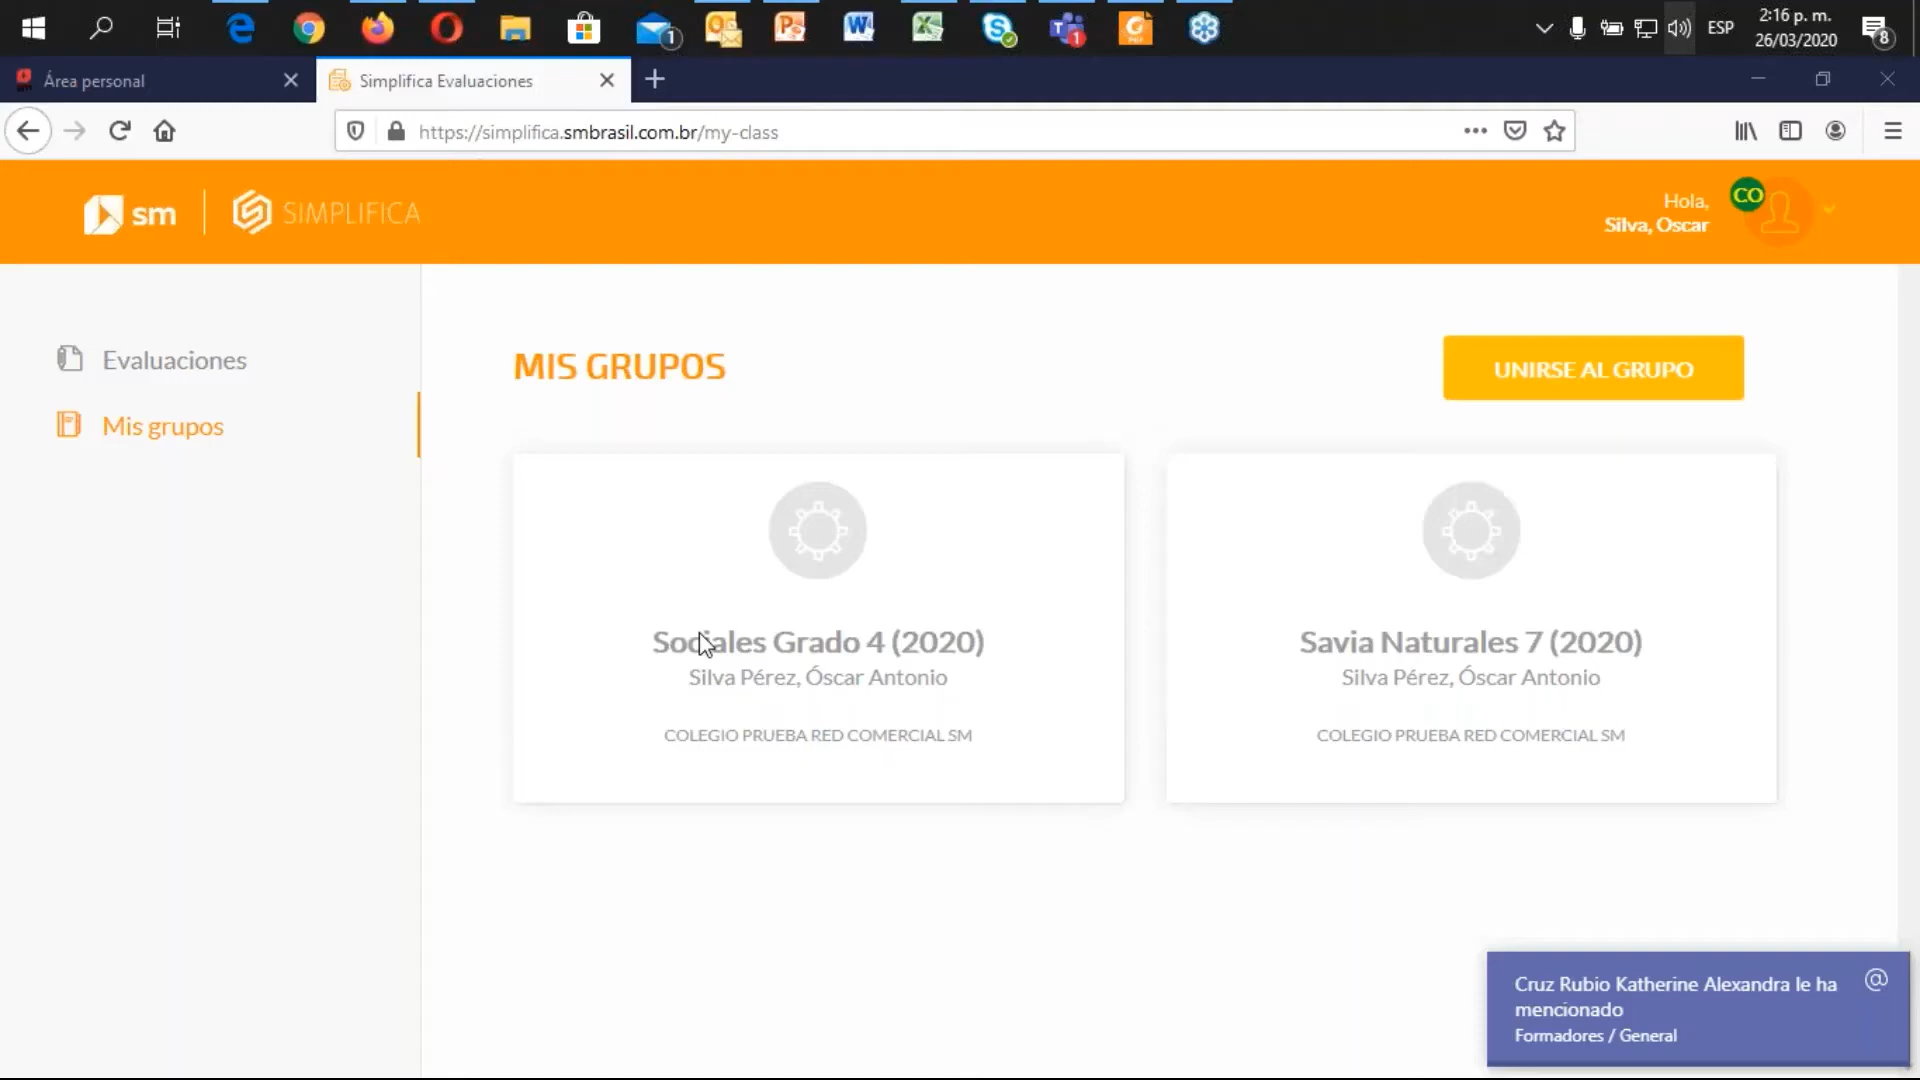 1
1
ESP
2:16 p. m.
26/03/2020
8
Área personal
Simplifica Evaluaciones
https://simplifica.smbrasil.com.br/my-class
sm
SIMPLIFICA
Hola,
Silva, Oscar
CO
Evaluaciones
Mis grupos
MIS GRUPOS
UNIRSE AL GRUPO
Sociales Grado 4 (2020)
Silva Pérez, Óscar Antonio
COLEGIO PRUEBA RED COMERCIAL SM
Savia Naturales 7 (2020)
Silva Pérez, Óscar Antonio
COLEGIO PRUEBA RED COMERCIAL SM
Cruz Rubio Katherine Alexandra le ha
mencionado
Formadores / General